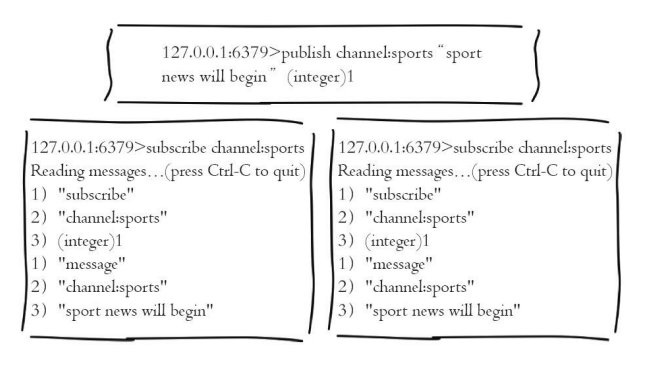 127.0.0.1:6379>publish channel:sports “sport
news will begin” (integer)1
127.0.0.1:6379>subscribe channel:sports
Reading messages...(press Ctrl-C to quit)
1) "subscribe"
2) "channel:sports"
3) (integer)1
1) "message"
2) "channel:sports"
3) "sport news will begin"
127.0.0.1:6379>subscribe channel:sports
Reading messages...(press Ctrl-C to quit)
1) "subscribe"
2) "channel:sports"
3) (integer)1
1) "message"
2) "channel:sports"
3) "sport news will begin"